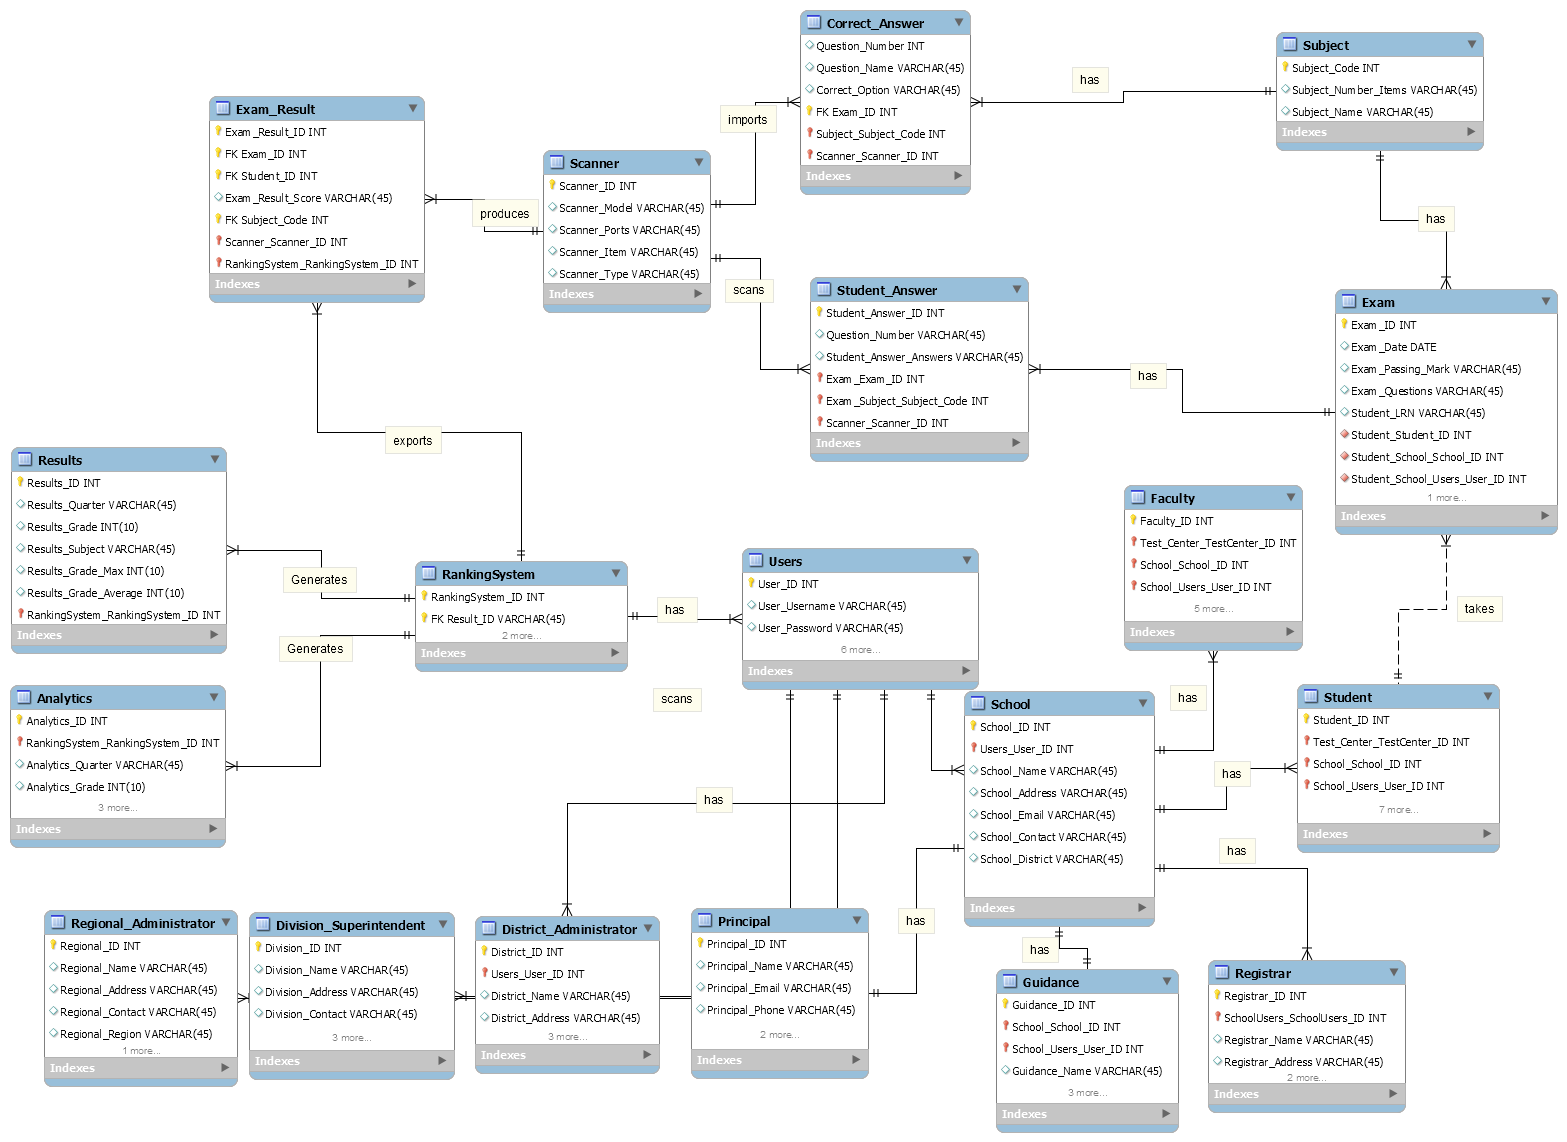 Correct_Answer
Question_Number INT
Question_Name VARCHAR(45)
Correct_Option VARCHAR(45)
FK Exam_ID INT
Subject_Subject_Code INT
Scanner_Scanner_ID INT
Indexes
has
Subject
Subject_Code INT
Subject_Number_Items VARCHAR(45)
Subject_Name VARCHAR(45)
Indexes
imports
Exam_Result
Exam_Result_ID INT
FK Exam_ID INT
FK Student_ID INT
Exam_Result_Score VARCHAR(45)
FK Subject_Code INT
Scanner_Scanner_ID INT
RankingSystem_RankingSystem_ID INT
Indexes
produces
Scanner
Scanner_ID INT
Scanner_Model VARCHAR(45)
Scanner_Ports VARCHAR(45)
Scanner_Item VARCHAR(45)
Scanner_Type VARCHAR(45)
Indexes
scans
has
Student_Answer
Student_Answer_ID INT
Question_Number VARCHAR(45)
Student_Answer_Answers VARCHAR(45)
Exam_Exam_ID INT
Exam_Subject_Subject_Code INT
Scanner_Scanner_ID INT
Indexes
has
Exam
Exam_ID INT
Exam_Date DATE
Exam_Passing_Mark VARCHAR(45)
Exam_Questions VARCHAR(45)
Student_LRN VARCHAR(45)
Student_Student_ID INT
Student_School_School_ID INT
Student_School_Users_User_ID INT
1 more...
Indexes
exports
Results
Results_ID INT
Results_Quarter VARCHAR(45)
Results_Grade INT(10)
Results_Subject VARCHAR(45)
Results_Grade_Max INT(10)
Results_Grade_Average INT(10)
RankingSystem_RankingSystem_ID INT
Indexes
Generates
RankingSystem
RankingSystem_ID INT
FK Result_ID VARCHAR(45)
2 more...
Indexes
has
Users
User_ID INT
User_Username VARCHAR(45)
User_Password VARCHAR(45)
6 more...
Indexes
Faculty
Faculty_ID INT
Test_Center_TestCenter_ID INT
School_School_ID INT
School_Users_User_ID INT
6 more...
Indexes
takes
Generates
Analytics
Analytics_ID INT
RankingSystem_RankingSystem_ID INT
Analytics_Quarter VARCHAR(45)
Analytics_Grade INT(10)
3 more...
Indexes
scans
has
School
School_ID INT
Users_User_ID INT
School_Name VARCHAR(45)
School_Address VARCHAR(45)
School_Email VARCHAR(45)
School_Contact VARCHAR(45)
School_District VARCHAR(45)
Indexes
has
has
Student
Student_ID INT
Test_Center_TestCenter_ID INT
School_School_ID INT
School_Users_User_ID INT
7 more...
Indexes
has
has
has
Regional_Administrator
Regional_ID INT
Regional_Name VARCHAR(45)
Regional_Address VARCHAR(45)
Regional_Contact VARCHAR(45)
Regional_Region VARCHAR(45)
1 more...
Indexes
Division_Superintendent
Division_ID INT
Division_Name VARCHAR(45)
Division_Address VARCHAR(45)
Division_Contact VARCHAR(45)
3 more...
Indexes
District_Administrator
District_ID INT
Users_User_ID INT
District_Name VARCHAR(45)
District_Address VARCHAR(45)
3 more...
Indexes
Principal
Principal_ID INT
Principal_Name VARCHAR(45)
Principal_Email VARCHAR(45)
Principal_Phone VARCHAR(45)
2 more...
Indexes
Guidance
Guidance_ID INT
School_School_ID INT
School_Users_User_ID INT
Guidance_Name VARCHAR(45)
3 more...
Indexes
Registrar
Registrar_ID INT
SchoolUsers_SchoolUsers_ID INT
Registrar_Name VARCHAR(45)
Registrar_Address VARCHAR(45)
2 more...
Indexes